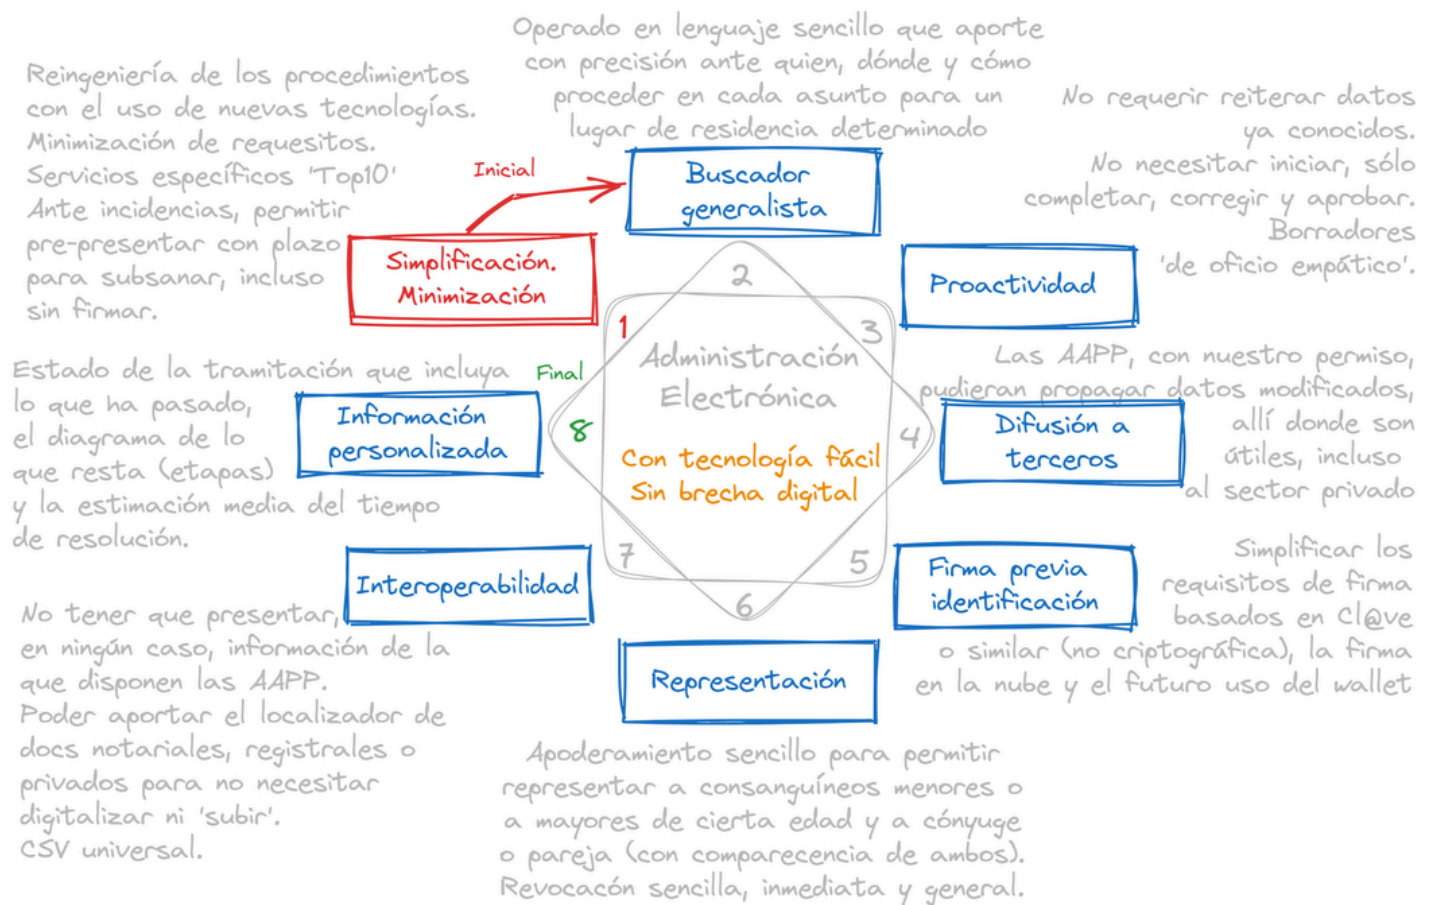 Operado en lenguaje sencillo que aporte
con precisión ante quien, dónde y cómo
proceder en cada asunto para un
lugar de residencia determinado
Reingeniería de los procedimientos
con el uso de nuevas tecnologías.
Minimización de requesitos.
Servicios específicos 'Top10'
Ante incidencias, permitir
pre-presentar con plazo
para subsanar, incluso
sin firmar.
Inicial
Simplificación.
Minimización
Buscador
generalista
No requerir reiterar datos
ya conocidos.
No necesitar iniciar, sólo
completar, corregir y aprobar.
Borradores
'de oficio empático'.
Proactividad
1
2
3
4
5
6
7
8
Final
Administración
Electrónica
Con tecnología fácil
Sin brecha digital
Las AAPP, con nuestro permiso,
pudieran propagar datos modificados,
allí donde son
útiles, incluso
al sector privado
Difusión a
terceros
Estado de la tramitación que incluya
lo que ha pasado,
el diagrama de lo
que resta (etapas)
y la estimación media del tiempo
de resolución.
Información
personalizada
Firma previa
identificación
Simplificar los
requisitos de firma
basados en Cl@ve
o similar (no criptográfica), la firma
en la nube y el futuro uso del wallet
Interoperabilidad
No tener que presentar,
en ningún caso, información de la
que disponen las AAPP.
Poder aportar el localizador de
docs notariales, registrales o
privados para no necesitar
digitalizar ni 'subir'.
CSV universal.
Representación
Apoderamiento sencillo para permitir
representar a consanguíneos menores o
a mayores de cierta edad y a cónyuge
o pareja (con comparecencia de ambos).
Revocacón sencilla, inmediata y general.